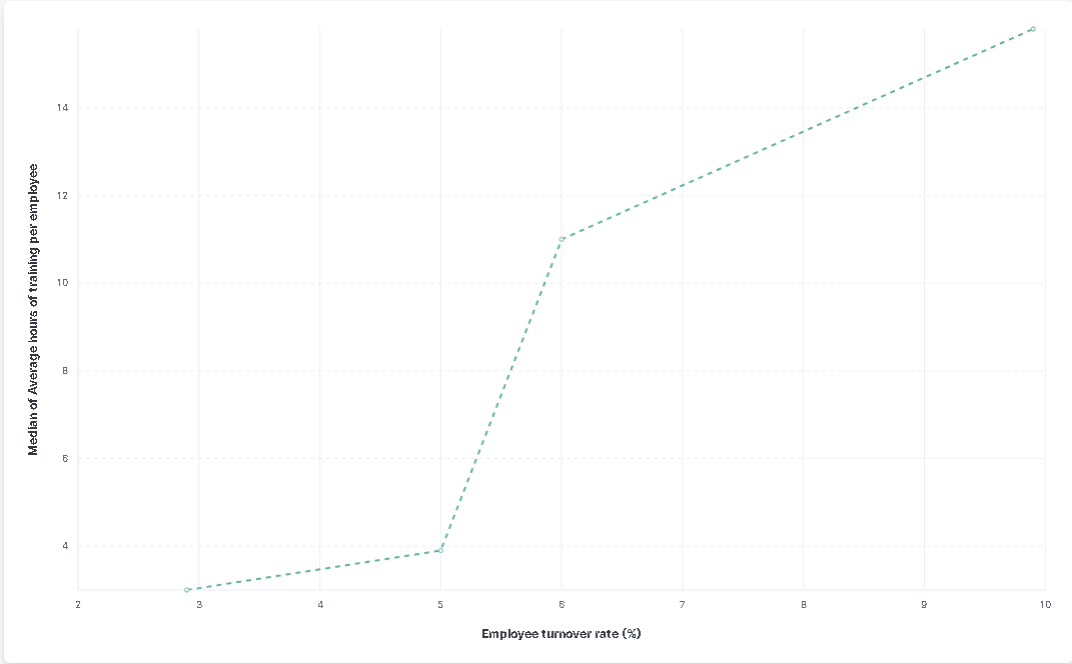 14
12
10
8
6
4
Median of Average hours of training per employee
2 3 4 5 6 7 8 9 10
Employee turnover rate (%)